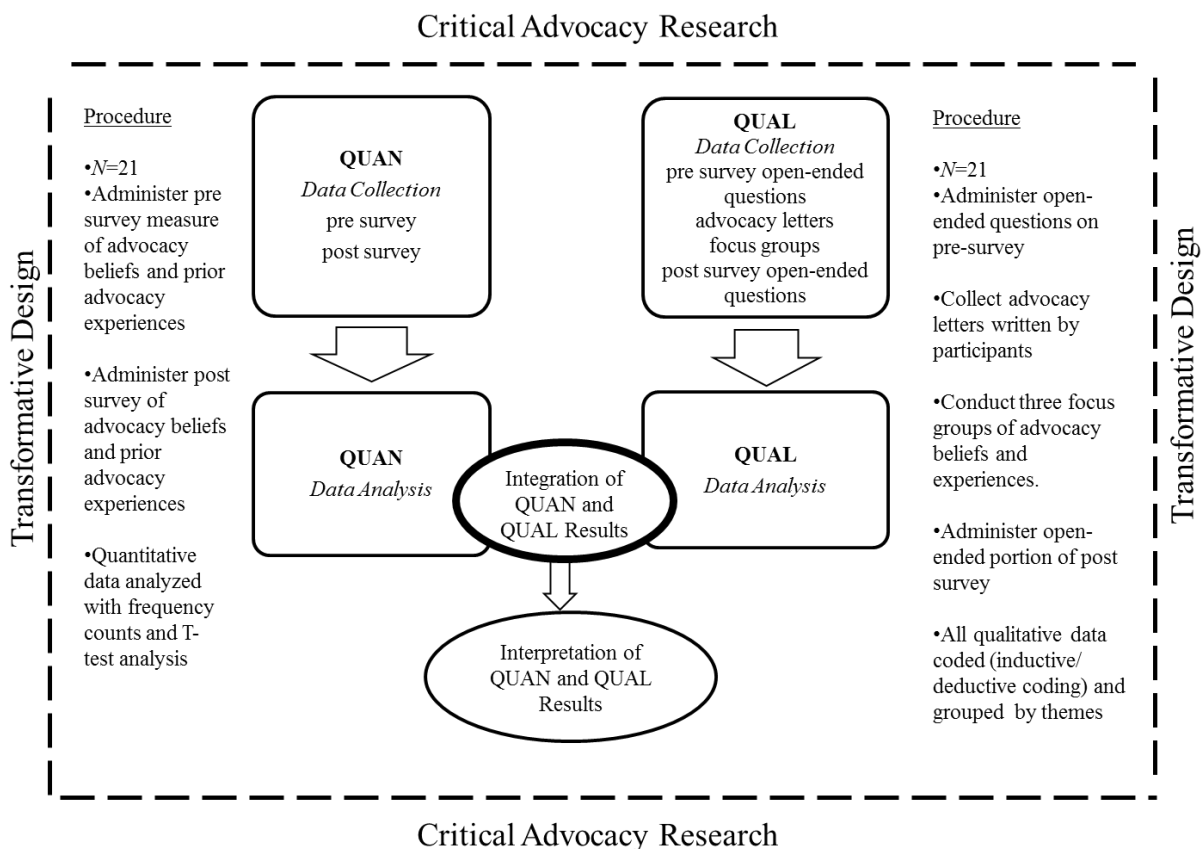 Critical Advocacy Research
Transformative Design
Procedure
•N=21
•Administer pre
survey measure
of advocacy
beliefs and prior
advocacy
experiences
•Administer post
survey of
advocacy beliefs
and prior
advocacy
experiences
•Quantitative
data analyzed
with frequency
counts and T-
test analysis
QUAN
Data Collection
pre survey
post survey
QUAL
Data Collection
pre survey open-ended
questions
advocacy letters
focus groups
post survey open-ended
questions
QUAN
Data Analysis
Integration of
QUAN and
QUAL Results
QUAL
Data Analysis
Interpretation of
QUAN and QUAL
Results
Procedure
•N=21
•Administer open-
ended questions on
pre-survey
•Collect advocacy
letters written by
participants
•Conduct three focus
groups of advocacy
beliefs and
experiences.
•Administer open-
ended portion of post
survey
•All qualitative data
coded (inductive/
deductive coding) and
grouped by themes
Transformative Design
Critical Advocacy Research